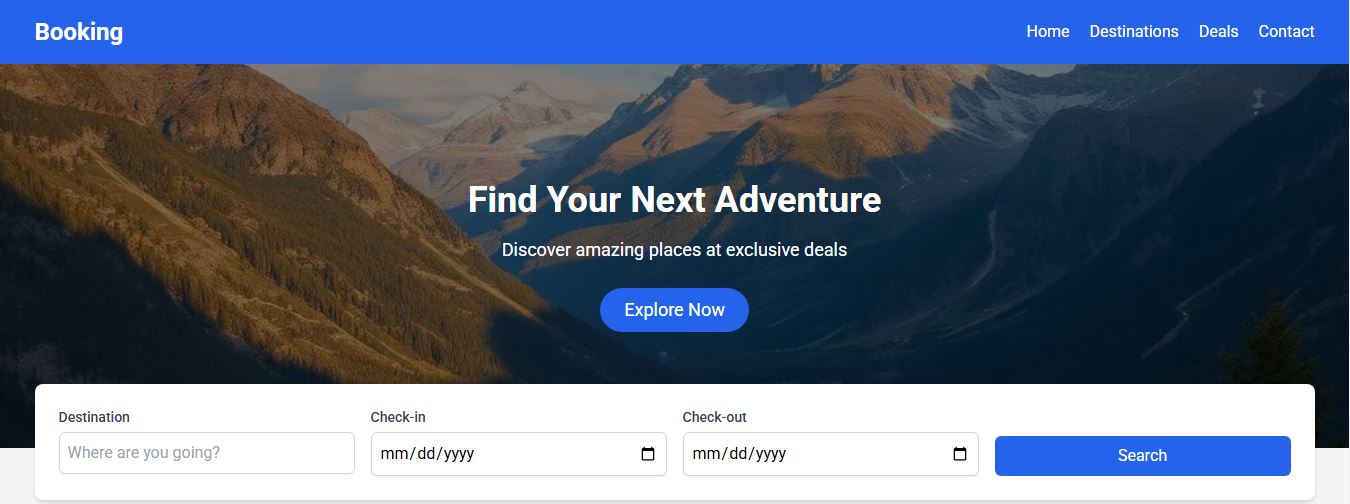 Booking
Home Destinations Deals Contact
Find Your Next Adventure
Discover amazing places at exclusive deals
Explore Now
Destination Check-in Check-out
Where are you going? mm/dd/yyyy mm/dd/yyyy Search